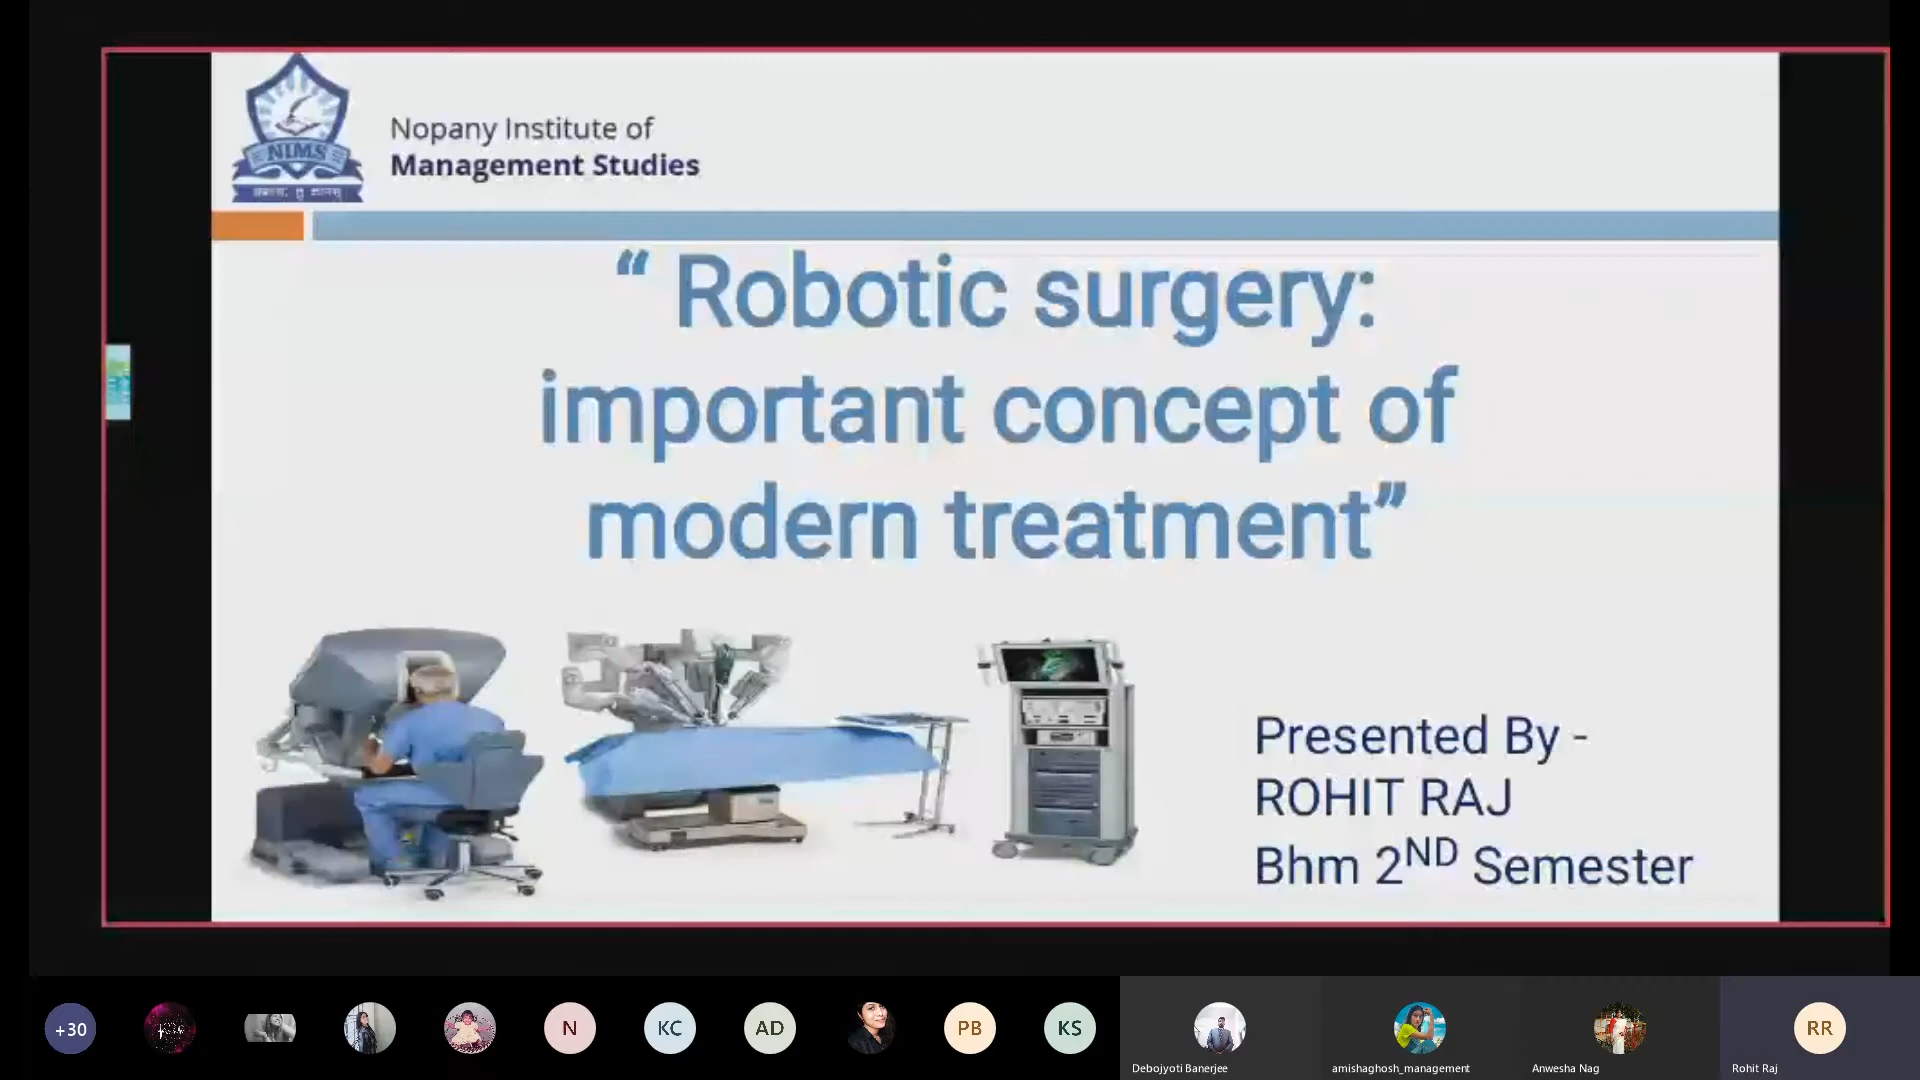 NIMS
Nopany Institute of
Management Studies
“ Robotic surgery:
important concept of
modern treatment”
Presented By -
ROHIT RAJ
Bhm 2ND Semester
+30
N
KC
AD
PB
KS
Debojyoti Banerjee
amishaghosh_management
Anwesha Nag
RR
Rohit Raj